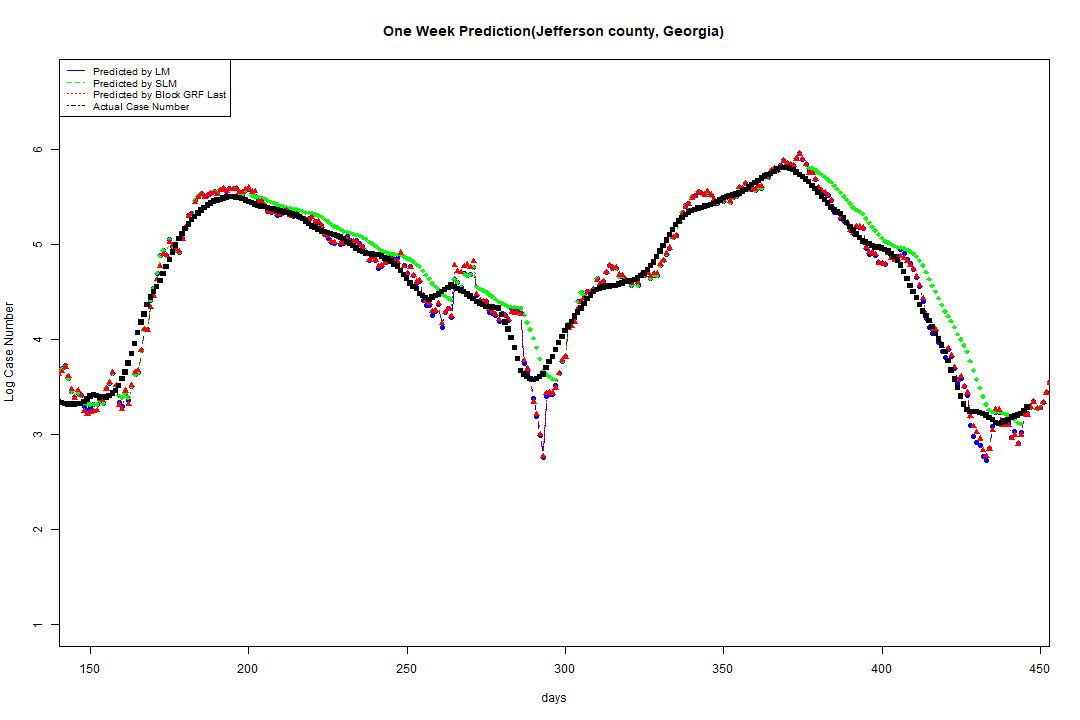 One Week Prediction(Jefferson county, Georgia)
Predicted by LM
Predicted by SLM
Predicted by Block GRF Last
Actual Case Number
6
5
4
3
2
1
Log Case Number
150
200
250
300
350
400
450
days